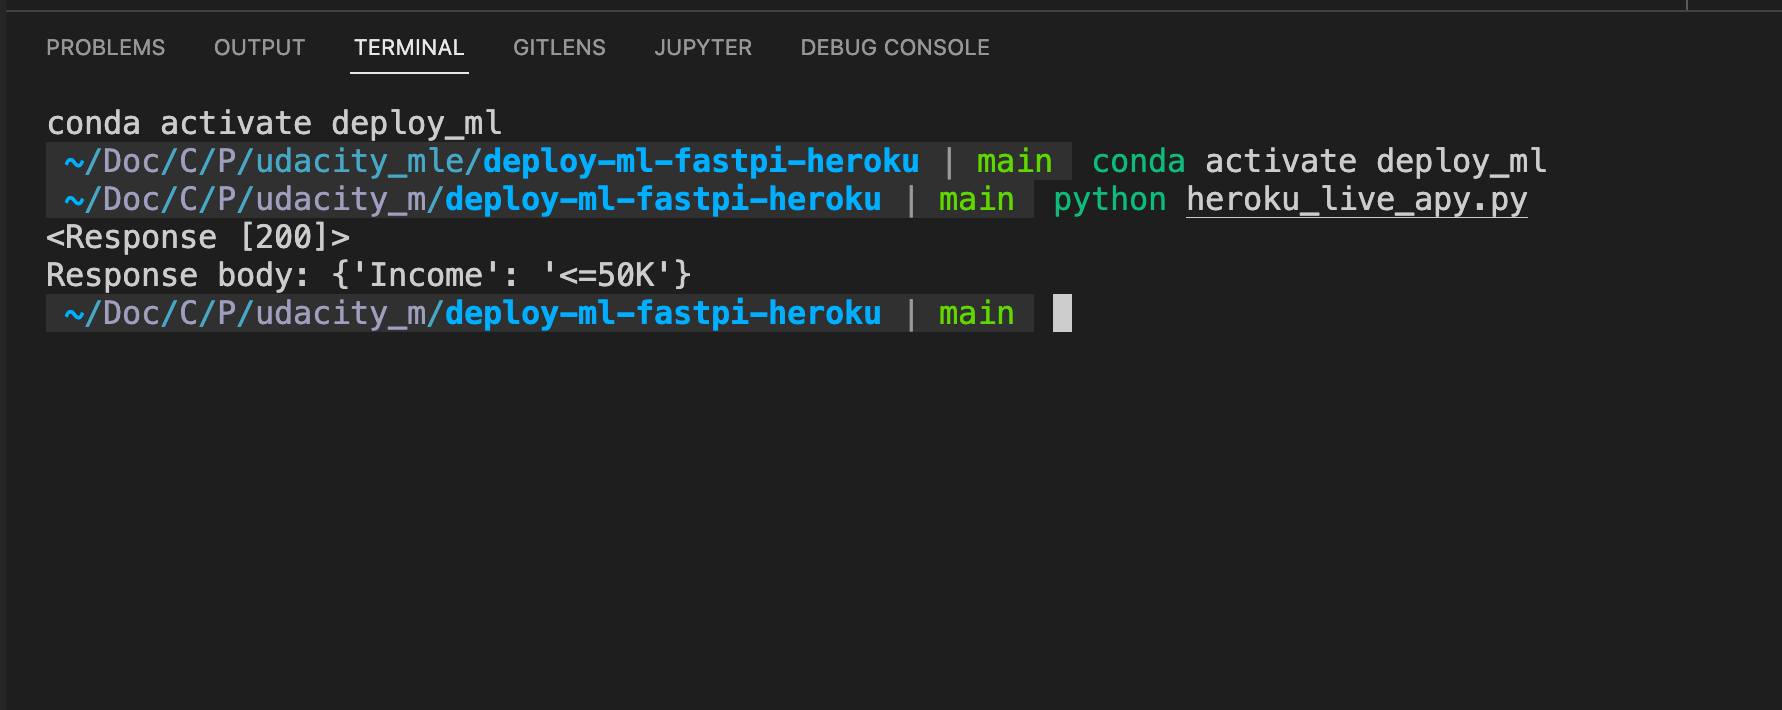 PROBLEMS OUTPUT TERMINAL GITLENS JUPYTER DEBUG CONSOLE
conda activate deploy_ml
~/Doc/C/P/udacity_mle/deploy-ml-fastpi-heroku | main conda activate deploy_ml
~/Doc/C/P/udacity_m/deploy-ml-fastpi-heroku | main python heroku_live_apy.py
<Response [200]>
Response body: {'Income': '<=50K'}
~/Doc/C/P/udacity_m/deploy-ml-fastpi-heroku | main